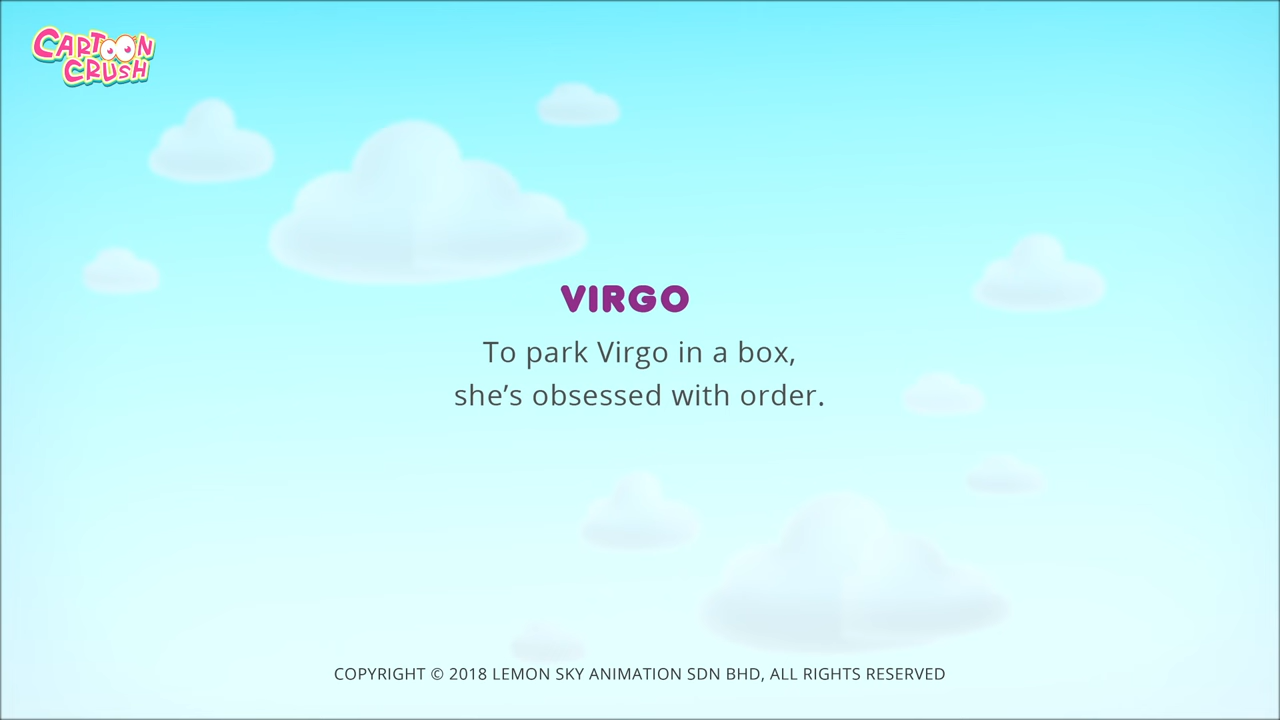 CARTOON
CRUSH
VIRGO
To park Virgo in a box,
she’s obsessed with order.
COPYRIGHT © 2018 LEMON SKY ANIMATION SDN BHD, ALL RIGHTS RESERVED